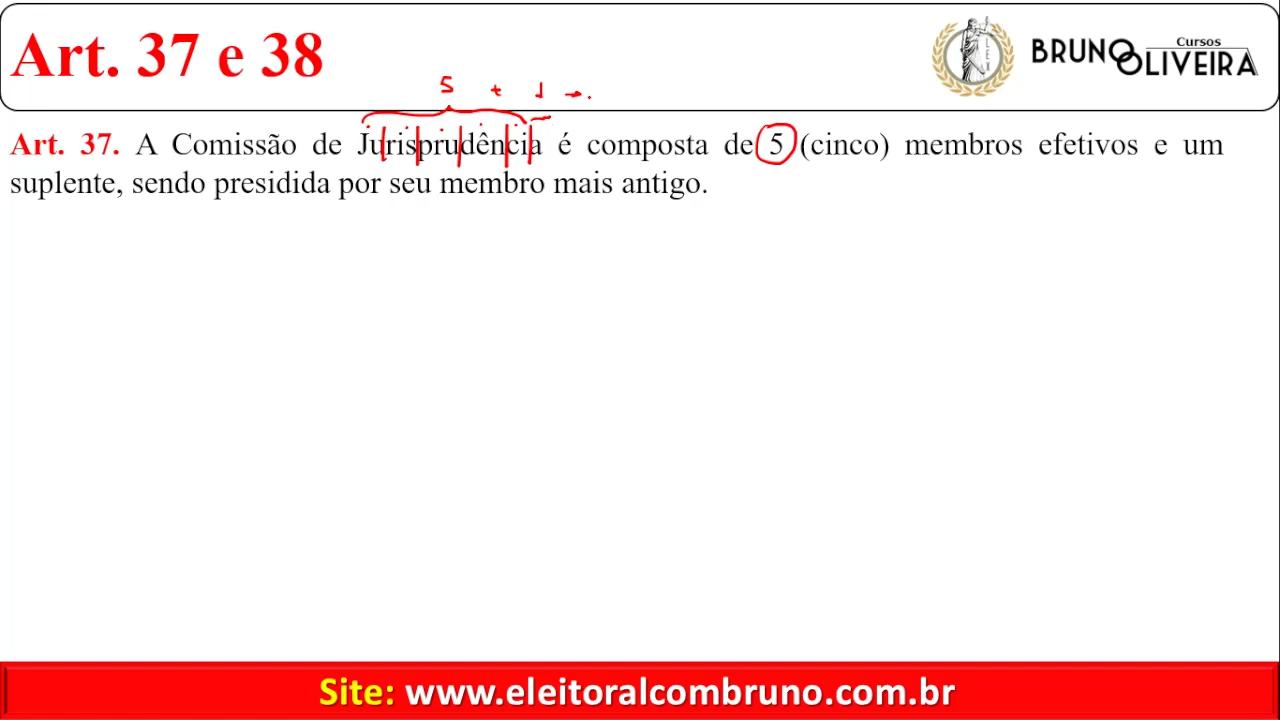 Art. 37 e 38
Cursos
BRUNO OLIVEIRA
LEX
5 + 1
Art. 37. A Comissão de Jurisprudência é composta de 5 (cinco) membros efetivos e um
suplente, sendo presidida por seu membro mais antigo.
Site: www.eleitoralcombruno.com.br